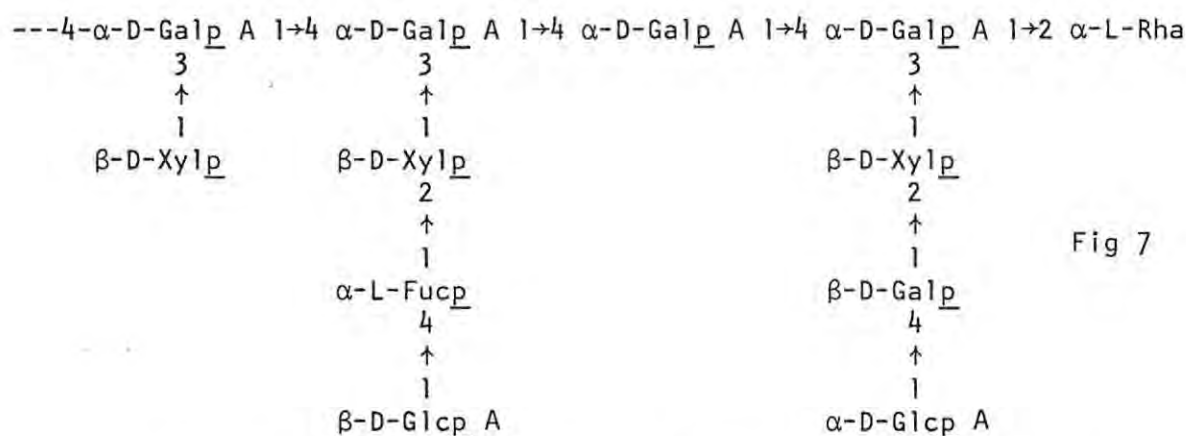 ---4-α-D-Galp A 1→4 α-D-Galp A 1→4 α-D-Galp A 1→4 α-D-Galp A 1→2 α-L-Rha
3 3 3
↑ ↑ ↑
1 1 1
β-D-Xylp β-D-Xylp β-D-Xylp
2 2
↑ ↑
1 1
Fig 7
α-L-Fucp β-D-Galp
4 4
↑ ↑
1 1
β-D-Glcp A α-D-Glcp A